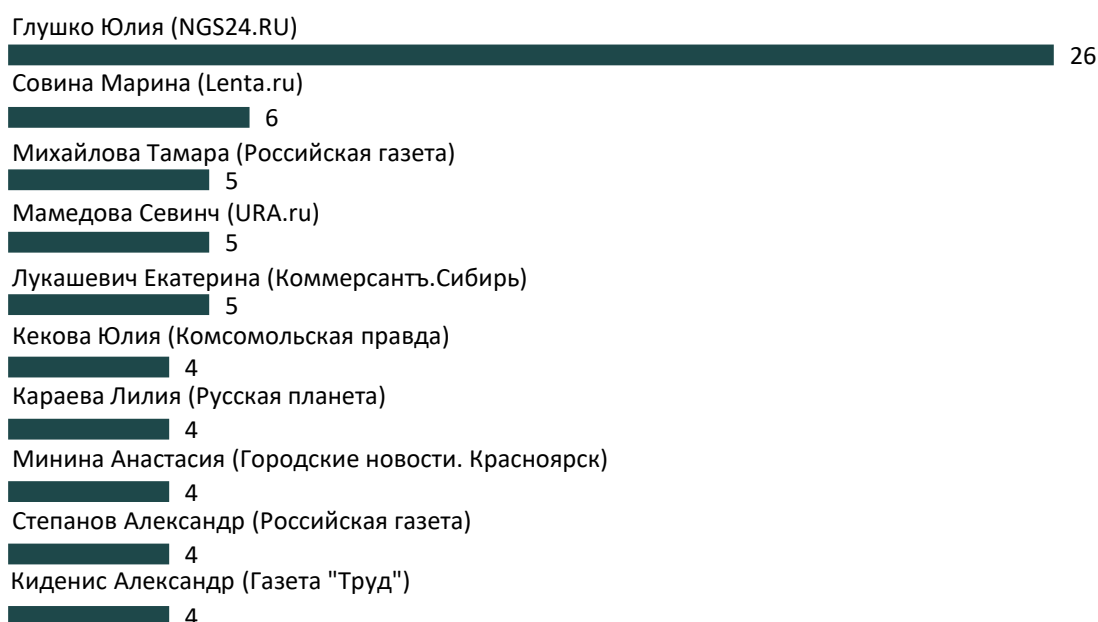 Глушко Юлия (NGS24.RU)
26
Совина Марина (Lenta.ru)
6
Михайлова Тамара (Российская газета)
5
Мамедова Севинч (URA.ru)
5
Лукашевич Екатерина (Коммерсантъ.Сибирь)
5
Кекова Юлия (Комсомольская правда)
4
Караева Лилия (Русская планета)
4
Минина Анастасия (Городские новости. Красноярск)
4
Степанов Александр (Российская газета)
4
Киденис Александр (Газета "Труд")
4